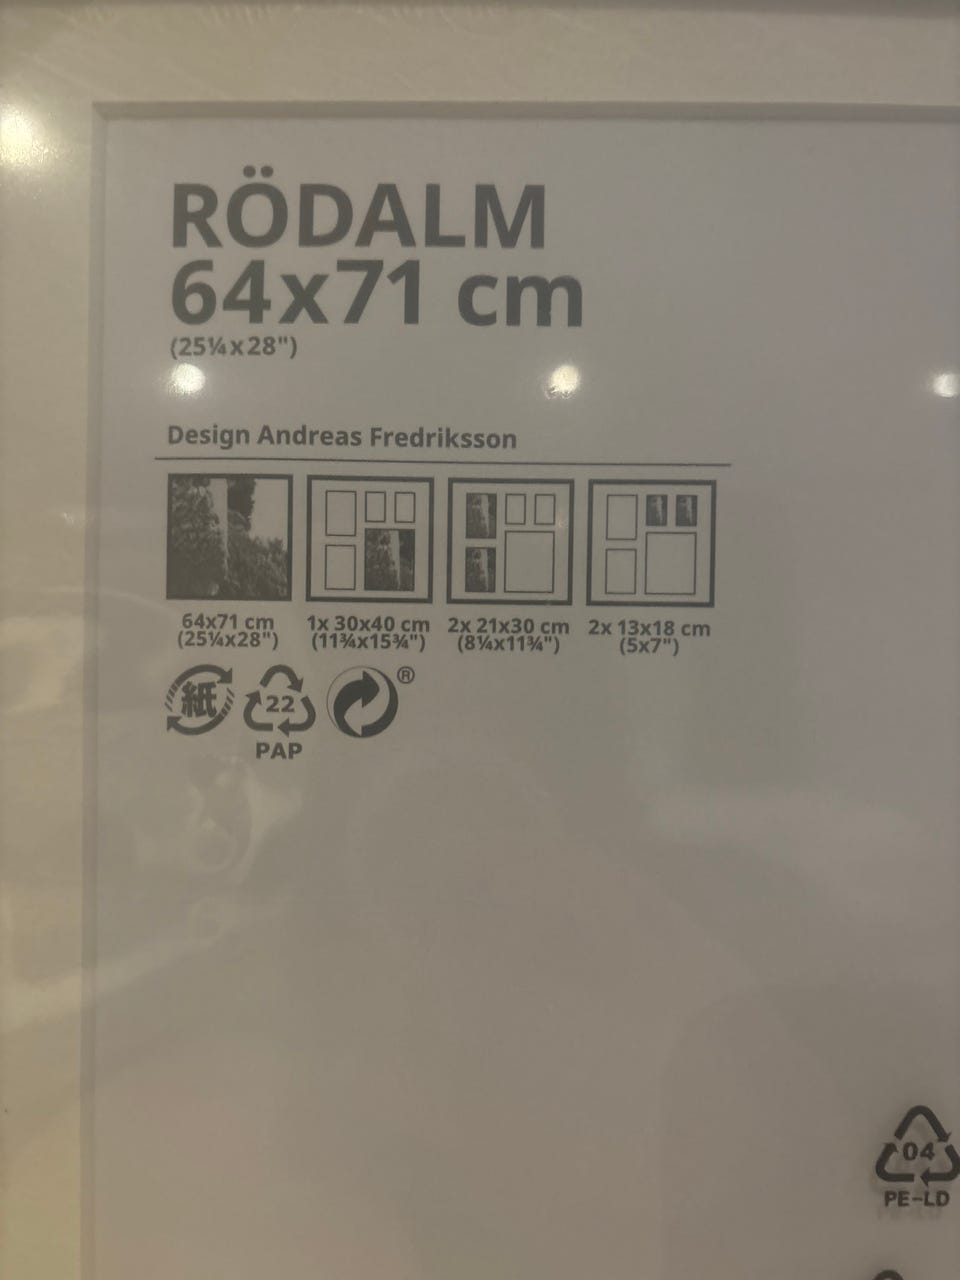 RÖDALM
64x71 cm
(25¼x28")
Design Andreas Fredriksson
64x71 cm
(25¼x28")
1x 30x40 cm
(11¾x15¾")
2x 21x30 cm
(8¼x11¾")
2x 13x18 cm
(5x7")
紙
22
PAP
®
04
PE-LD